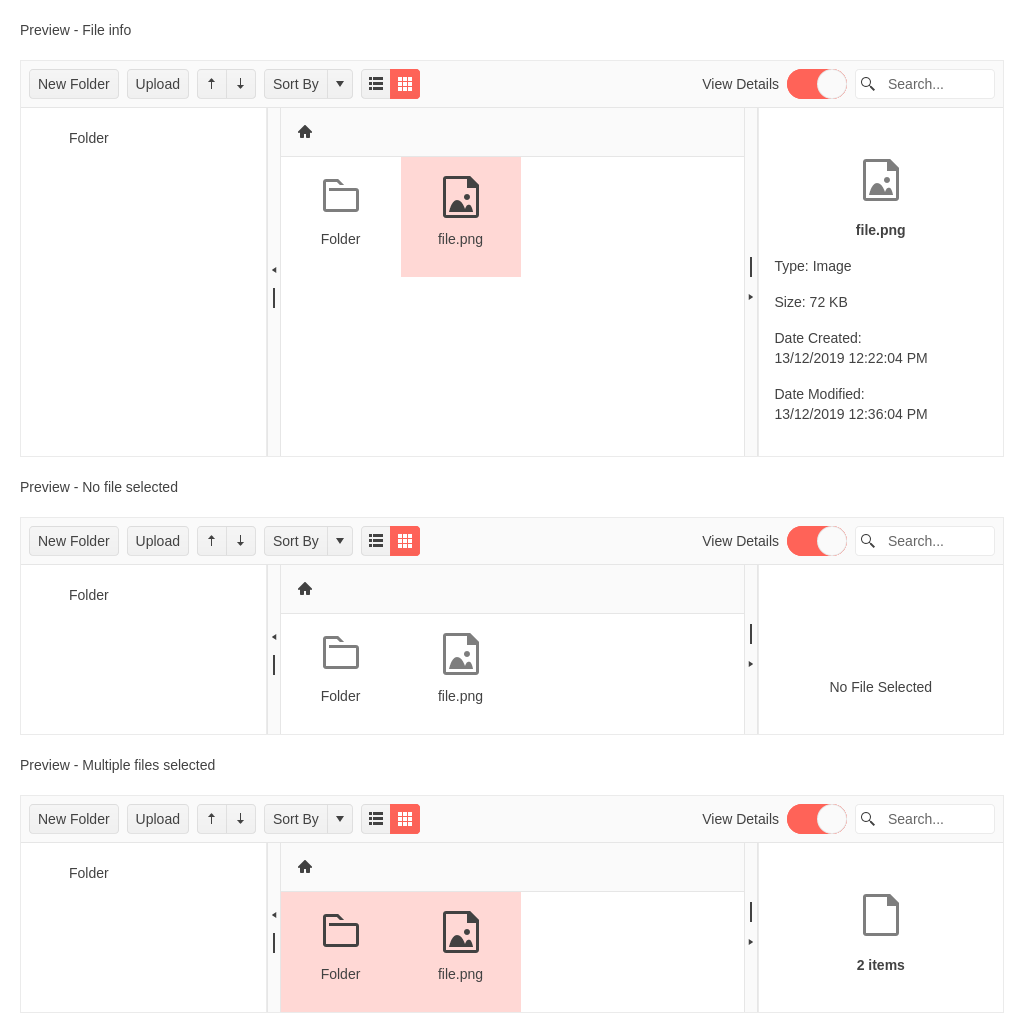 Preview - File info
New Folder Upload Sort By View Details Search...
Folder
Folder file.png
file.png
Type: Image
Size: 72 KB
Date Created:
13/12/2019 12:22:04 PM
Date Modified:
13/12/2019 12:36:04 PM
Preview - No file selected
New Folder Upload Sort By View Details Search...
Folder
Folder file.png
No File Selected
Preview - Multiple files selected
New Folder Upload Sort By View Details Search...
Folder
Folder file.png
2 items